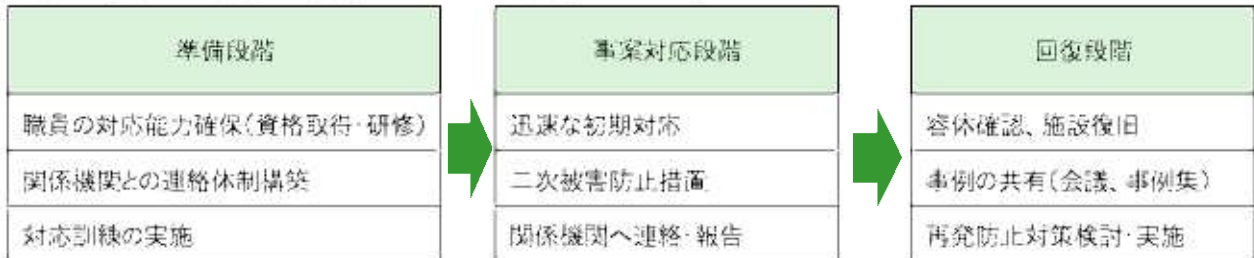 準備段階
職員の対応能力確保(資格取得・研修)
関係機関との連絡体制構築
対応訓練の実施
事案対応段階
迅速な初期対応
二次被害防止措置
関係機関へ連絡・報告
回復段階
容体確認、施設復旧
事例の共有(会議、事例集)
再発防止対策検討・実施